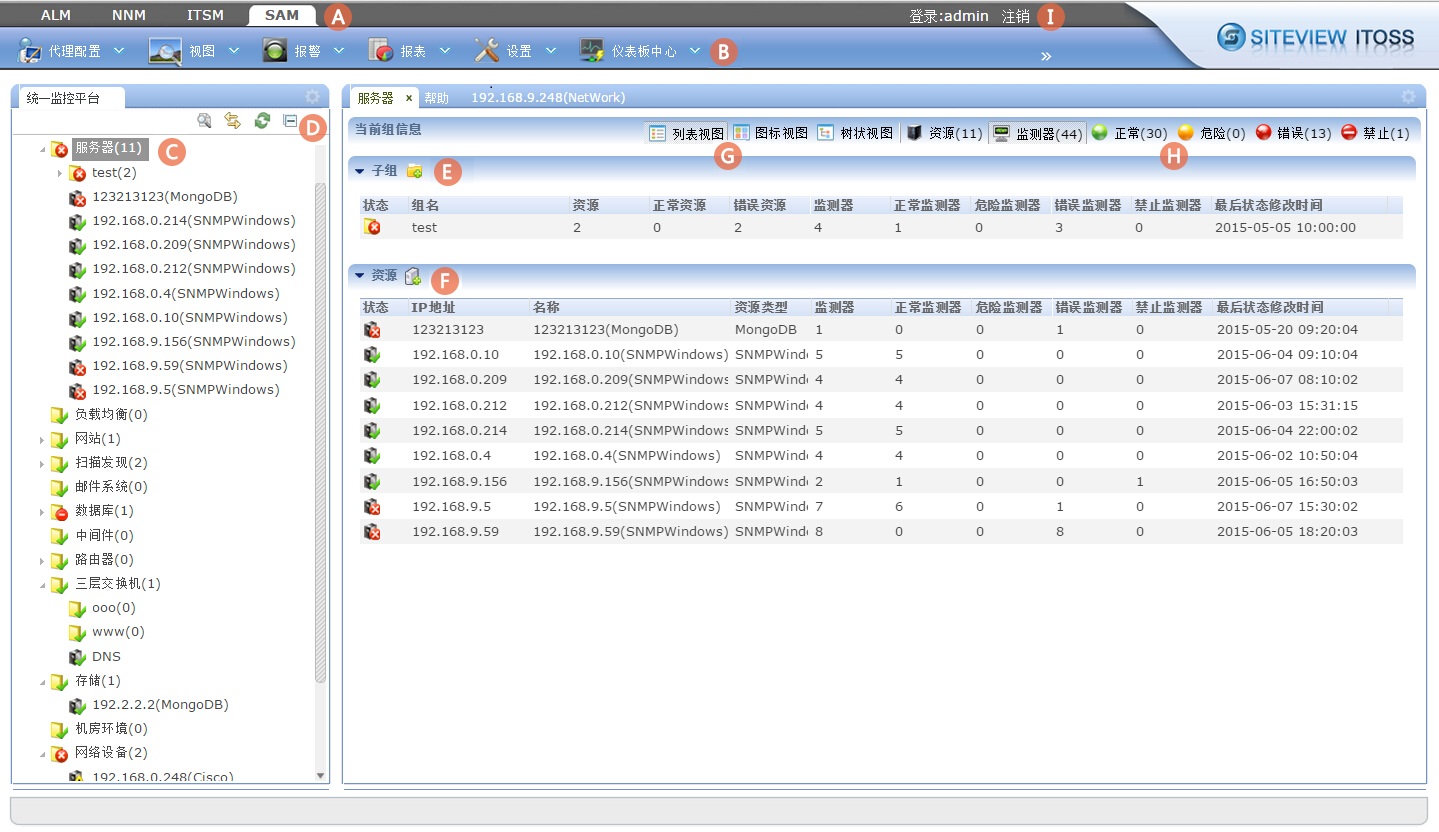 ALM NNM ITSM SAM A 登录:admin 注销 I
代理配置 视图 报警 报表 设置 仪表板中心 B »
SITEVIEW ITOSS
统一监控平台
D
服务器(11) C
test(2)
123213123(MongoDB)
192.168.0.214(SNMPWindows)
192.168.0.209(SNMPWindows)
192.168.0.212(SNMPWindows)
192.168.0.4(SNMPWindows)
192.168.0.10(SNMPWindows)
192.168.9.156(SNMPWindows)
192.168.9.59(SNMPWindows)
192.168.9.5(SNMPWindows)
负载均衡(0)
网站(1)
扫描发现(2)
邮件系统(0)
数据库(1)
中间件(0)
路由器(0)
三层交换机(1)
ooo(0)
www(0)
DNS
存储(1)
192.2.2.2(MongoDB)
机房环境(0)
网络设备(2)
192.168.0.248(Cisco)
服务器 x 帮助 192.168.9.248(NetWork)
当前组信息 列表视图 图标视图 树状视图 资源(11) 监测器(44) 正常(30) 危险(0) 错误(13) 禁止(1)
G H
子组 E
状态 组名 资源 正常资源 错误资源 监测器 正常监测器 危险监测器 错误监测器 禁止监测器 最后状态修改时间
test 2 0 2 4 1 0 3 0 2015-05-05 10:00:00
资源 F
状态 IP地址 名称 资源类型 监测器 正常监测器 危险监测器 错误监测器 禁止监测器 最后状态修改时间
123213123 123213123(MongoDB) MongoDB 1 0 0 1 0 2015-05-20 09:20:04
192.168.0.10 192.168.0.10(SNMPWindows) SNMPWind 5 5 0 0 0 2015-06-04 09:10:04
192.168.0.209 192.168.0.209(SNMPWindows SNMPWind 4 4 0 0 0 2015-06-07 08:10:02
192.168.0.212 192.168.0.212(SNMPWindows SNMPWind 4 4 0 0 0 2015-06-03 15:31:15
192.168.0.214 192.168.0.214(SNMPWindows SNMPWind 5 5 0 0 0 2015-06-04 22:00:02
192.168.0.4 192.168.0.4(SNMPWindows) SNMPWind 4 4 0 0 0 2015-06-02 10:50:04
192.168.9.156 192.168.9.156(SNMPWindows SNMPWind 2 1 0 0 1 2015-06-05 16:50:03
192.168.9.5 192.168.9.5(SNMPWindows) SNMPWind 7 6 0 1 0 2015-06-07 15:30:02
192.168.9.59 192.168.9.59(SNMPWindows) SNMPWind 8 0 0 8 0 2015-06-05 18:20:03